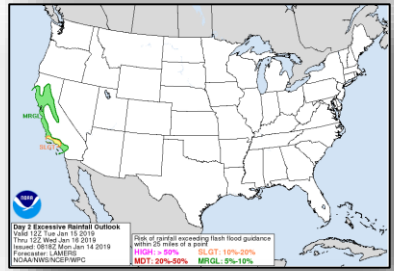 MRGL
SLGT
NOAA
Day 2 Excessive Rainfall Outlook
Valid 12Z Tue Jan 15 2019
Thru 12Z Wed Jan 16 2019
Issued: 0818Z Mon Jan 14 2019
Forecaster: LAMERS
NOAA/NWS/NCEP/WPC
Risk of rainfall exceeding flash flood guidance
within 25 miles of a point
HIGH: > 50% SLGT: 10%-20%
MDT: 20%-50% MRGL: 5%-10%